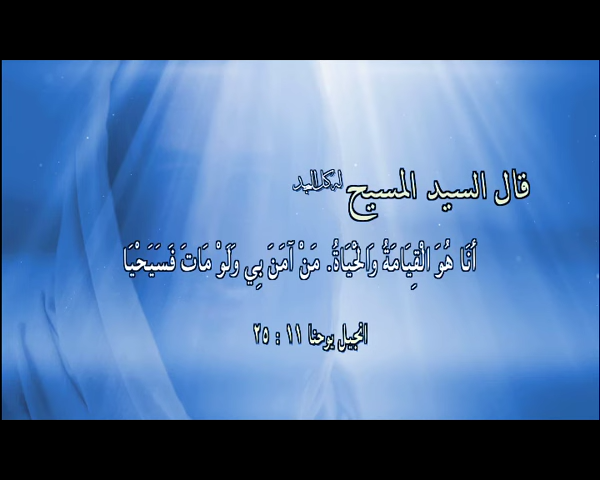 قال السيد المسيح له كل المجد
أَنَا هُوَ الْقِيَامَةُ وَالْحَيَاةُ. مَنْ آمَنَ بِي وَلَوْ مَاتَ فَسَيَحْيَا
انجيل يوحنا ١١ : ٢٥